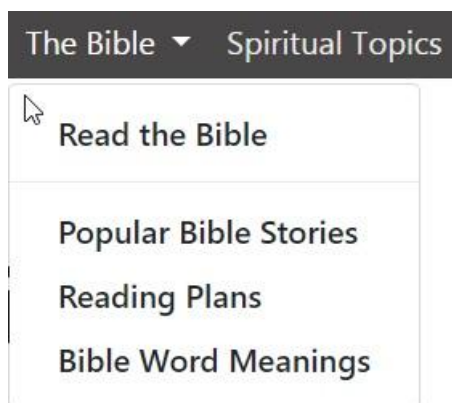 The Bible Spiritual Topics
Read the Bible
Popular Bible Stories
Reading Plans
Bible Word Meanings